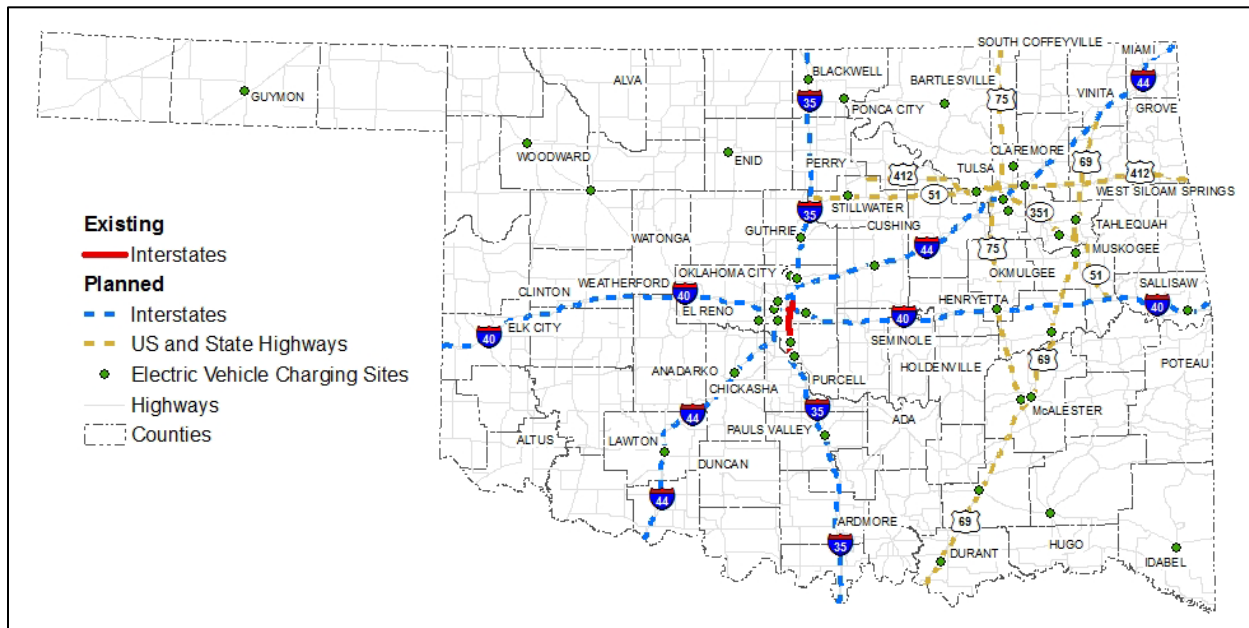 SOUTH COFFEYVILLE
MIAMI
ALVA
BLACKWELL
BARTLESVILLE
44
VINITA
GUYMON
35
PONCA CITY
75
GROVE
WOODWARD
ENID
PERRY
412
CLAREMORE
69
TULSA
412
51
WEST SILOAM SPRINGS
Existing
Interstates
Planned
Interstates
US and State Highways
Electric Vehicle Charging Sites
Highways
Counties
35
STILLWATER
351
TAHLEQUAH
WATONGA
GUTHRIE
CUSHING
44
75
MUSKOGEE
OKLAHOMA CITY
OKMULGEE
51
SALLISAW
CLINTON
WEATHERFORD
40
EL RENO
HENRYETTA
40
ELK CITY
40
40
SEMINOLE
69
POTEAU
ANADARKO
CHICKASHA
PURCELL
HOLDENVILLE
44
35
McALESTER
ALTUS
LAWTON
PAULS VALLEY
ADA
DUNCAN
44
ARDMORE
69
35
DURANT
HUGO
IDABEL